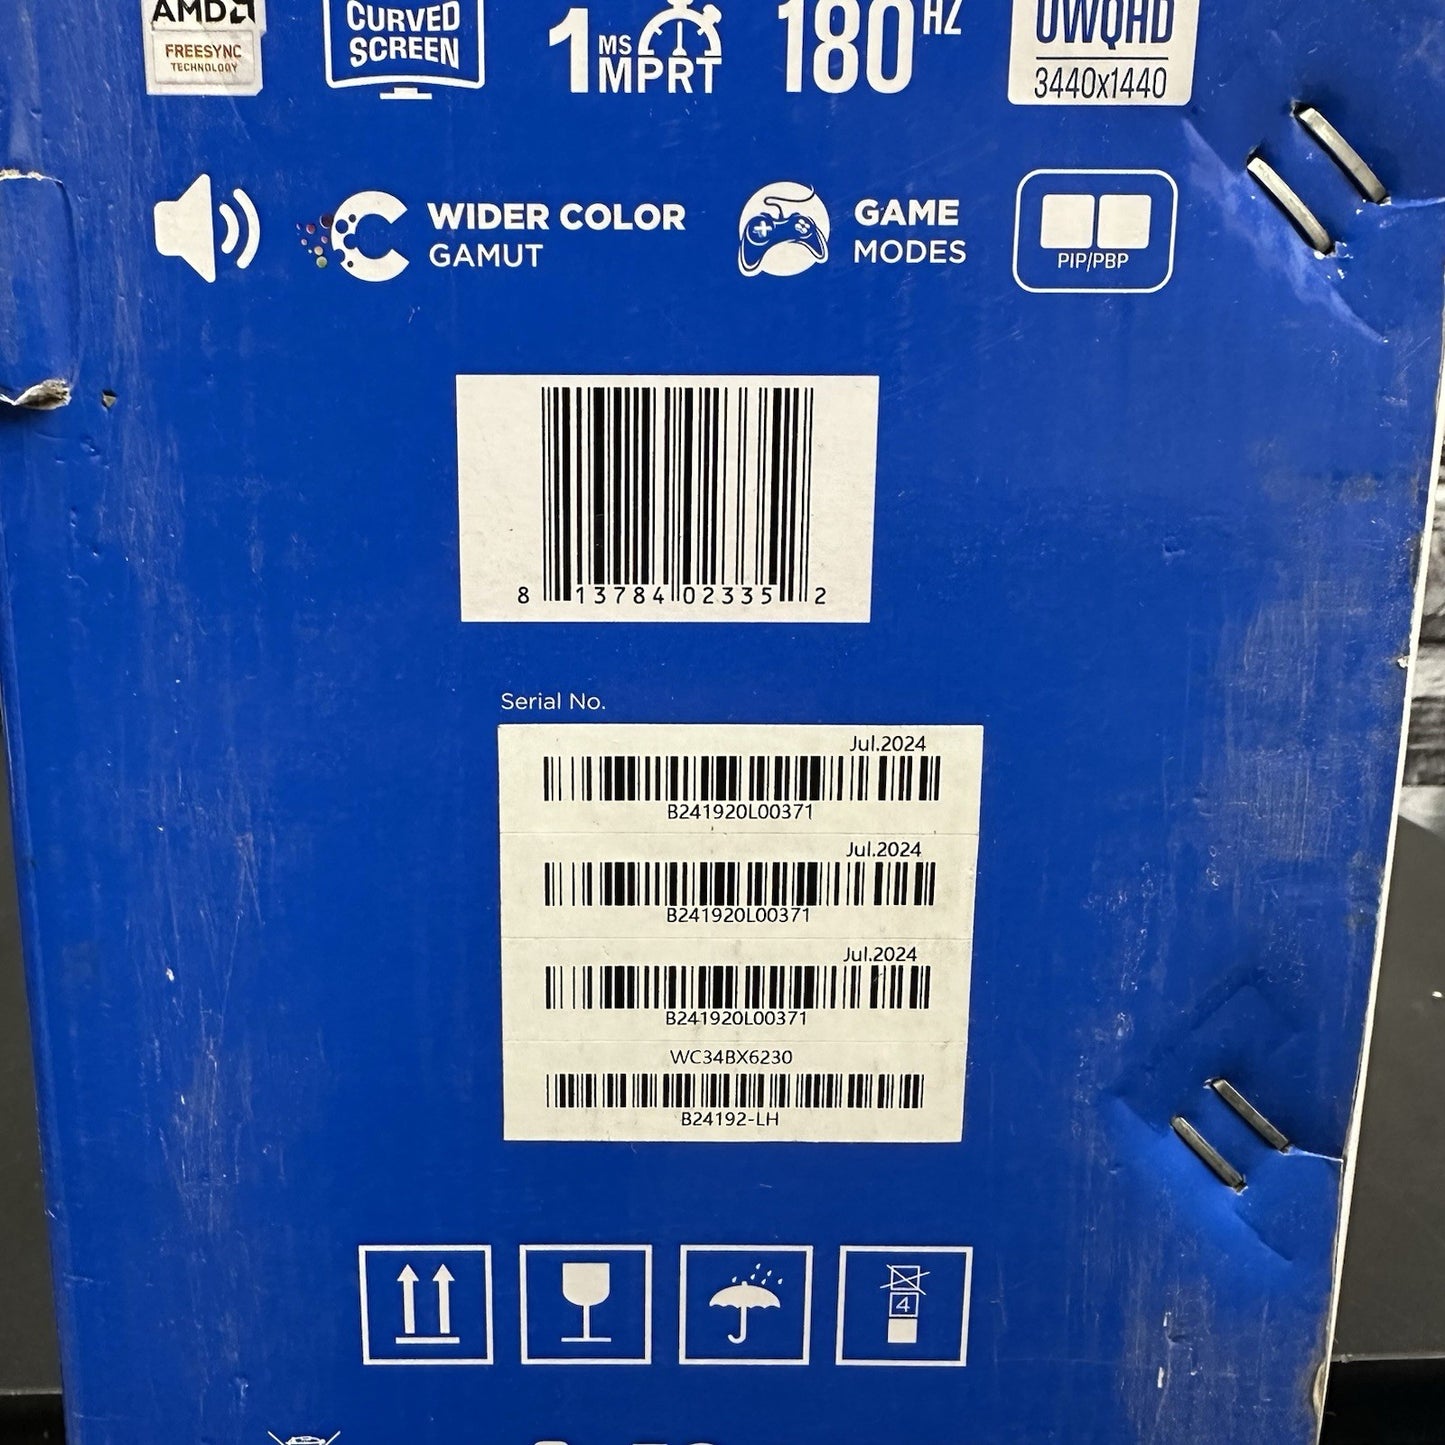 AMD
FREESYNC
TECHNOLOGY
CURVED
SCREEN
1 MS
MPRT
180 HZ
UWQHD
3440x1440
WIDER COLOR
GAMUT
GAME
MODES
PIP/PBP
8 13784 02335 2
Serial No.
Jul.2024
B241920L00371
Jul.2024
B241920L00371
Jul.2024
B241920L00371
WC34BX6230
B24192-LH
4